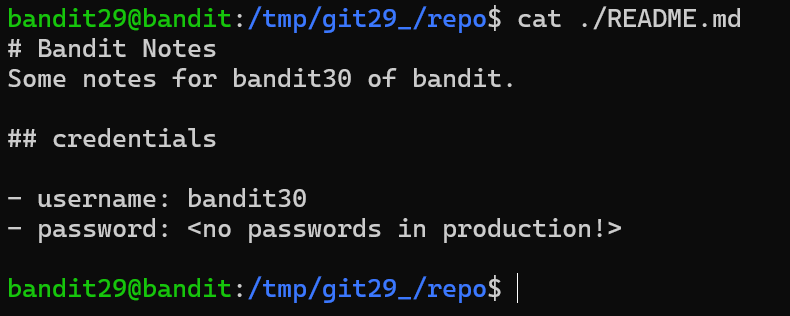 bandit29@bandit:/tmp/git29_/repo$ cat ./README.md
# Bandit Notes
Some notes for bandit30 of bandit.
## credentials
- username: bandit30
- password: <no passwords in production!>
bandit29@bandit:/tmp/git29_/repo$